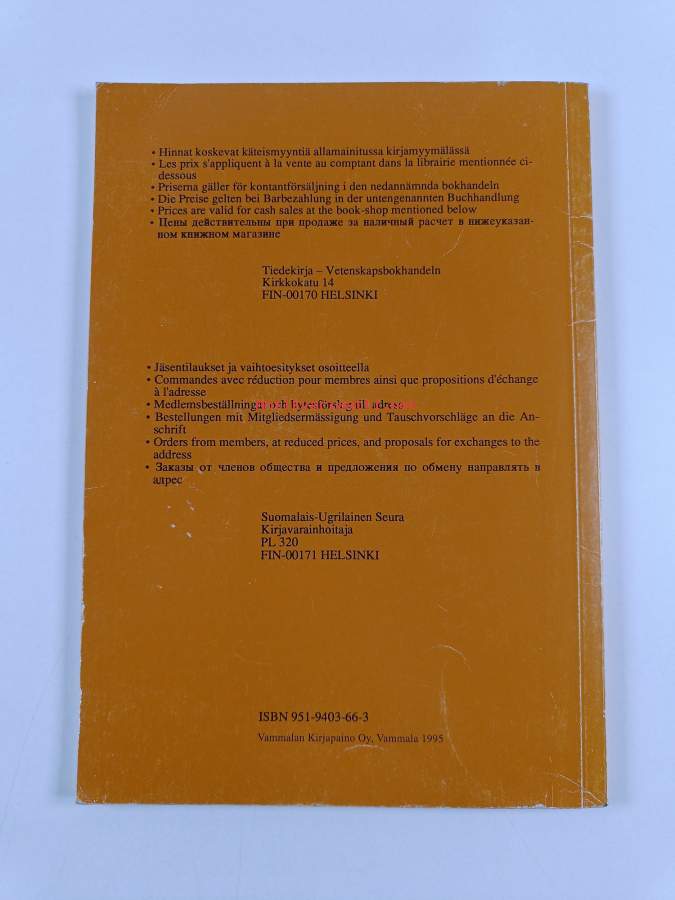 • Hinnat koskevat käteismyyntiä allamainitussa kirjamyymälässä
• Les prix s'appliquent à la vente au comptant dans la librairie mentionnée ci-
dessous
• Priserna gäller för kontantförsäljning i den nedannämnda bokhandeln
• Die Preise gelten bei Barbezahlung in der untengenannten Buchhandlung
• Prices are valid for cash sales at the book-shop mentioned below
• Цены действительны при продаже за наличный расчет в нижеуказан-
ном книжном магазине
Tiedekirja – Vetenskapsbokhandeln
Kirkkokatu 14
FIN-00170 HELSINKI
• Jäsentilaukset ja vaihtoesitykset osoitteella
• Commandes avec réduction pour membres ainsi que propositions d'échange
à l'adresse
• Medlemsbeställningar och bytesförslag till adress
• Bestellungen mit Mitgliedsermässigung und Tauschvorschläge an die An-
schrift
• Orders from members, at reduced prices, and proposals for exchanges to the
address
• Заказы от членов общества и предложения по обмену направлять в
адрес
Suomalais-Ugrilainen Seura
Kirjavarainhoitaja
PL 320
FIN-00171 HELSINKI
ISBN 951-9403-66-3
Vammalan Kirjapaino Oy, Vammala 1995